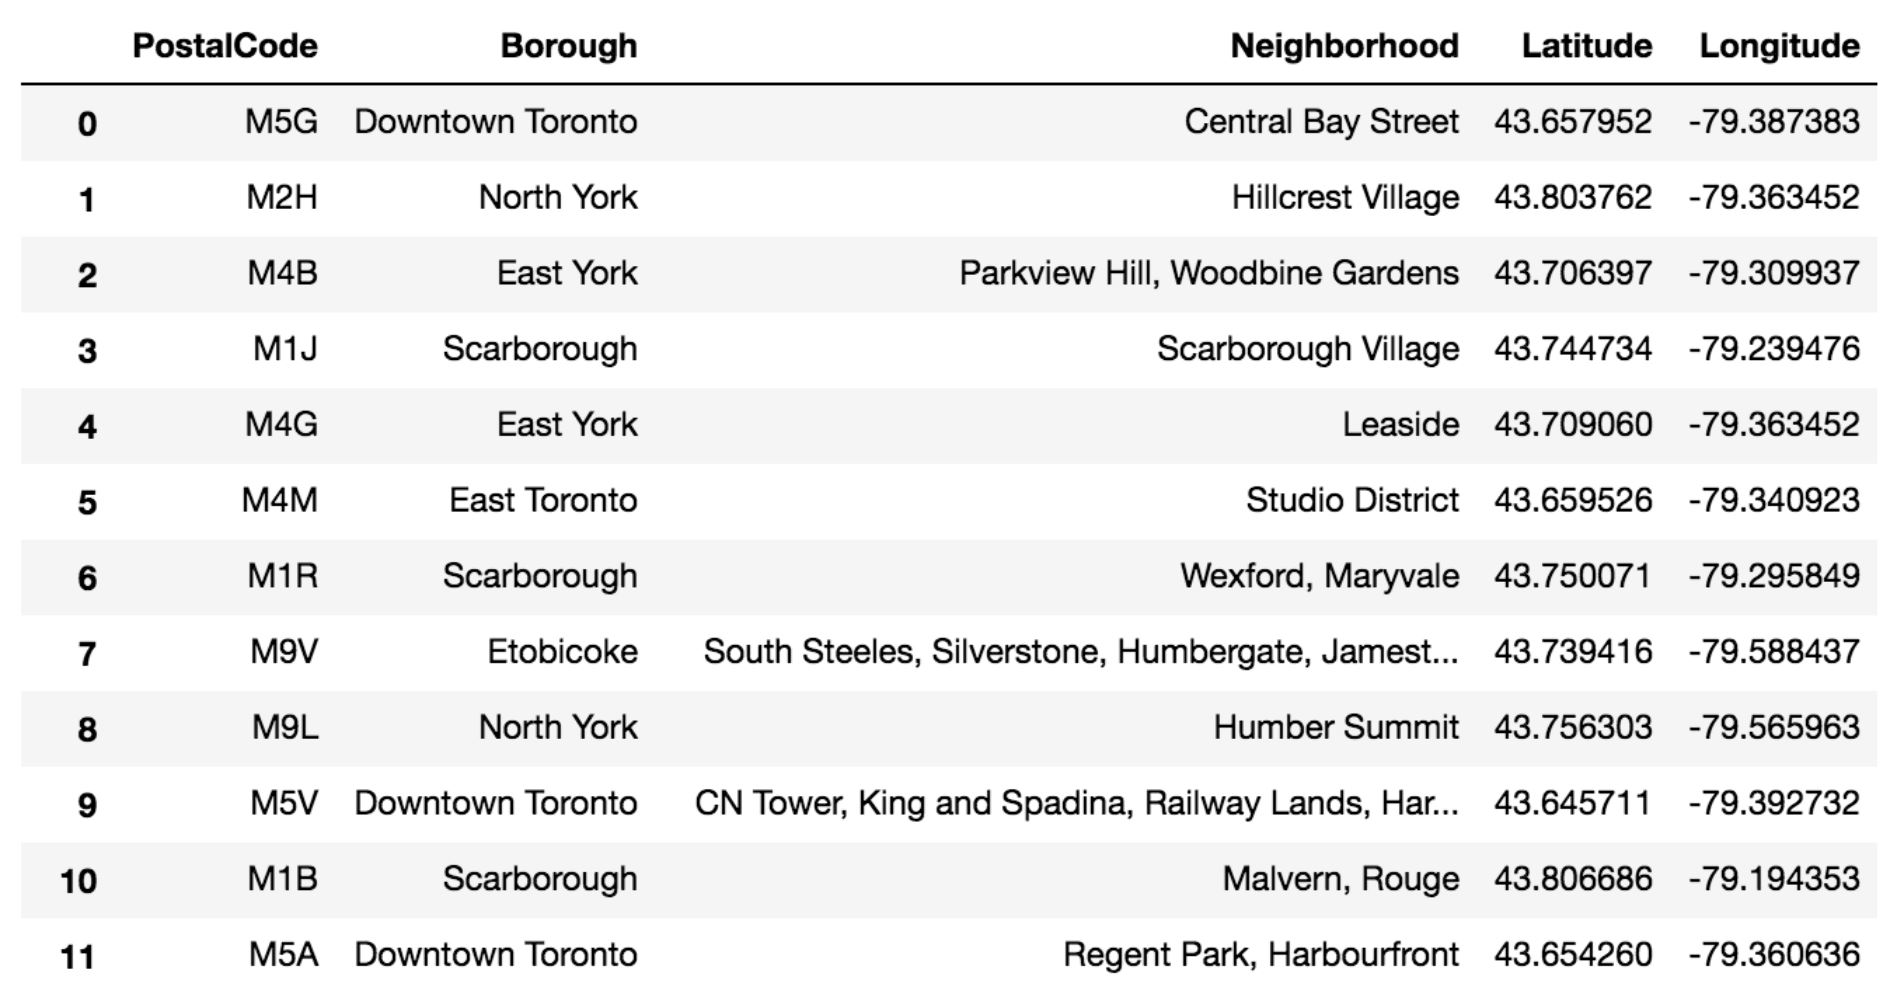 PostalCode Borough Neighborhood Latitude Longitude
0 M5G Downtown Toronto Central Bay Street 43.657952 -79.387383
1 M2H North York Hillcrest Village 43.803762 -79.363452
2 M4B East York Parkview Hill, Woodbine Gardens 43.706397 -79.309937
3 M1J Scarborough Scarborough Village 43.744734 -79.239476
4 M4G East York Leaside 43.709060 -79.363452
5 M4M East Toronto Studio District 43.659526 -79.340923
6 M1R Scarborough Wexford, Maryvale 43.750071 -79.295849
7 M9V Etobicoke South Steeles, Silverstone, Humbergate, Jamest... 43.739416 -79.588437
8 M9L North York Humber Summit 43.756303 -79.565963
9 M5V Downtown Toronto CN Tower, King and Spadina, Railway Lands, Har... 43.645711 -79.392732
10 M1B Scarborough Malvern, Rouge 43.806686 -79.194353
11 M5A Downtown Toronto Regent Park, Harbourfront 43.654260 -79.360636